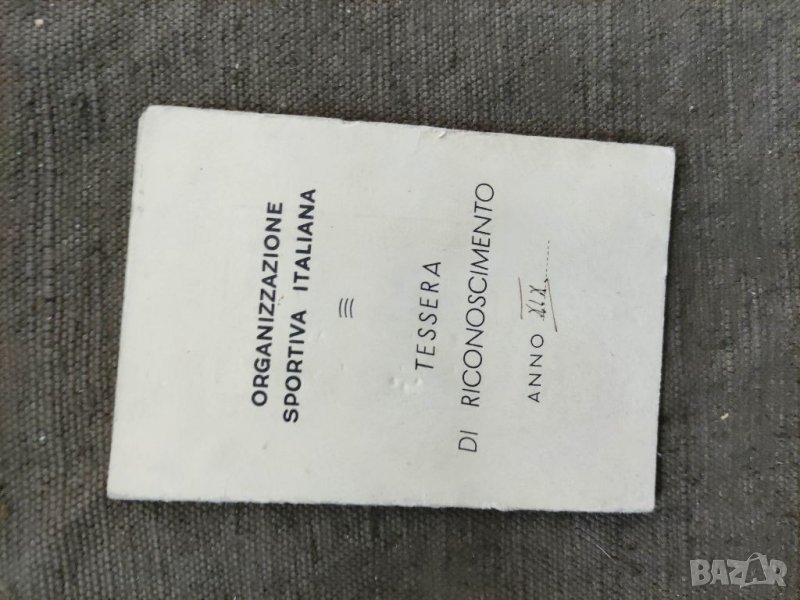 ORGANIZZAZIONE
SPORTIVA ITALIANA
TESSERA
DI RICONOSCIMENTO
ANNO XIX
BAZAR